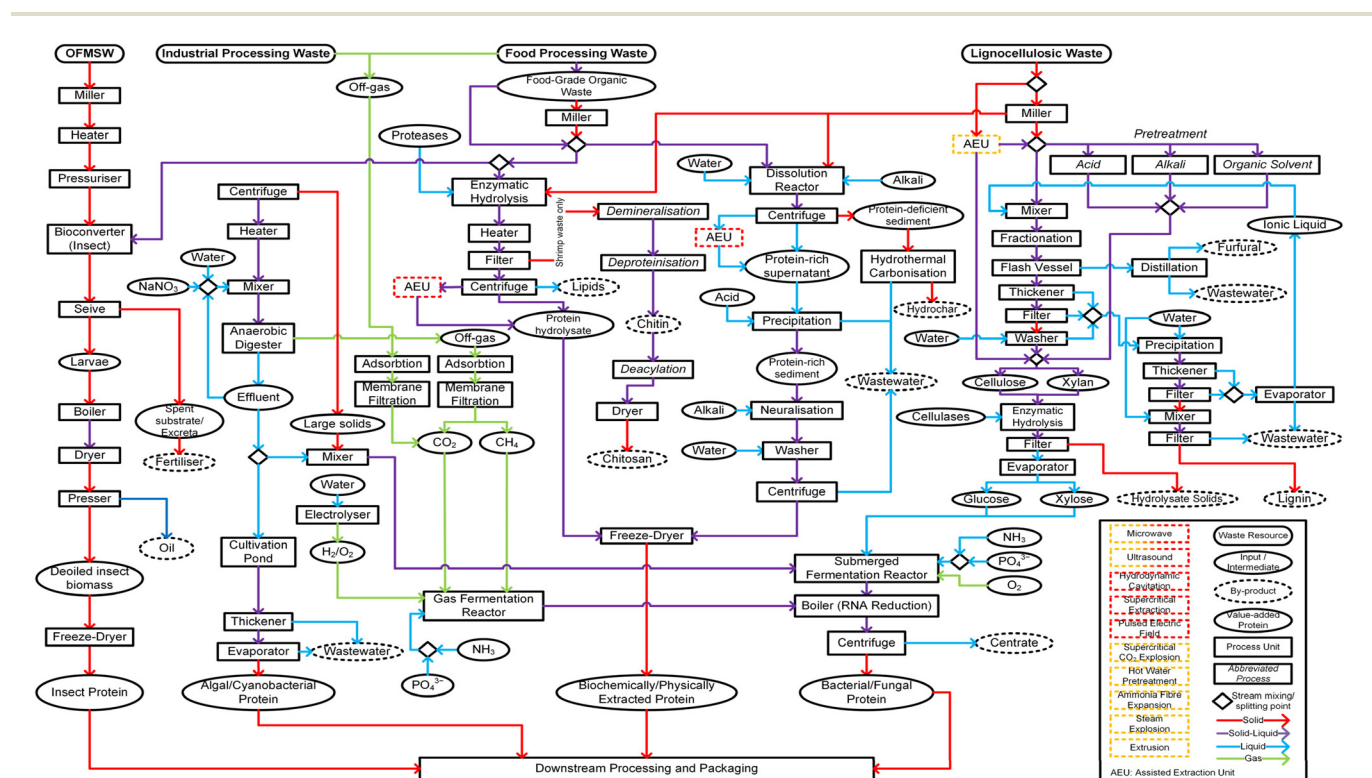 OFMSW
Industrial Processing Waste
Food Processing Waste
Lignocellulosic Waste
Off-gas
Food-Grade Organic
Waste
Miller
Miller
Miller
Heater
Proteases
AEU
Pretreatment
Acid
Alkali
Organic Solvent
Pressuriser
Centrifuge
Enzymatic
Hydrolysis
Water
Dissolution
Reactor
Alkali
Bioconverter
(Insect)
Heater
Heater
Shrimp waste only
Demineralisation
Centrifuge
Protein-deficient
sediment
Mixer
Ionic Liquid
AEU
Fractionation
Furfural
Water
Filter
Deproteinisation
Protein-rich
supernatant
Hydrothermal
Carbonisation
Flash Vessel
Distillation
NaNO₃
Mixer
AEU
Centrifuge
Lipids
Thickener
Wastewater
Seive
Acid
Hydrochar
Filter
Water
Anaerobic
Digester
Protein
hydrolysate
Chitin
Precipitation
Water
Washer
Precipitation
Off-gas
Larvae
Adsorbtion
Adsorbtion
Deacylation
Protein-rich
sediment
Thickener
Effluent
Membrane
Filtration
Membrane
Filtration
Wastewater
Cellulose
Xylan
Filter
Evaporator
Boiler
Spent
substrate/
Excreta
Large solids
Dryer
Alkali
Neuralisation
Cellulases
Enzymatic
Hydrolysis
Mixer
Filter
Wastewater
CO₂
CH₄
Filter
Dryer
Fertiliser
Mixer
Chitosan
Water
Washer
Evaporator
Water
Presser
Centrifuge
Glucose
Xylose
Hydrolysate Solids
Lignin
Electrolyser
Oil
Cultivation
Pond
H₂/O₂
Freeze-Dryer
NH₃
Submerged
Fermentation Reactor
PO₄³⁻
O₂
Deoiled insect
biomass
Gas Fermentation
Reactor
Boiler (RNA Reduction)
Thickener
Freeze-Dryer
Evaporator
Wastewater
NH₃
Centrifuge
Centrate
PO₄³⁻
Insect Protein
Algal/Cyanobacterial
Protein
Biochemically/Physically
Extracted Protein
Bacterial/Fungal
Protein
Downstream Processing and Packaging
Microwave
Ultrasound
Hydrodynamic
Cavitation
Supercritical
Extraction
Pulsed Electric
Field
Supercritical
CO₂ Explosion
Hot Water
Pretreatment
Ammonia Fibre
Expansion
Steam
Explosion
Extrusion
Waste Resource
Input /
Intermediate
By-product
Value-added
Protein
Process Unit
Abbreviated
Process
Stream mixing/
splitting point
Solid
Solid-Liquid
Liquid
Gas
AEU: Assisted Extraction Unit